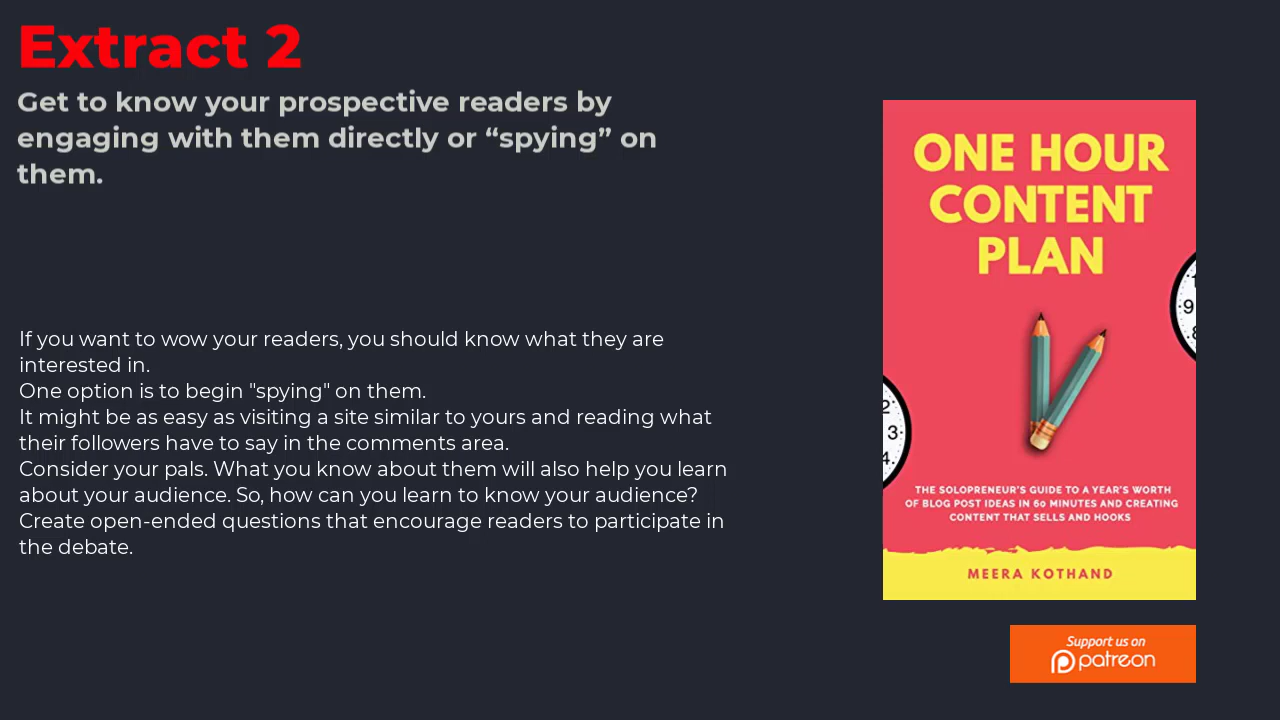 Extract 2
Get to know your prospective readers by
engaging with them directly or “spying” on
them.
If you want to wow your readers, you should know what they are
interested in.
One option is to begin "spying" on them.
It might be as easy as visiting a site similar to yours and reading what
their followers have to say in the comments area.
Consider your pals. What you know about them will also help you learn
about your audience. So, how can you learn to know your audience?
Create open-ended questions that encourage readers to participate in
the debate.
ONE HOUR
CONTENT
PLAN
9
2
3
4
THE SOLOPRENEUR'S GUIDE TO A YEAR'S WORTH
OF BLOG POST IDEAS IN 60 MINUTES AND CREATING
CONTENT THAT SELLS AND HOOKS
MEERA KOTHAND
Support us on
patreon